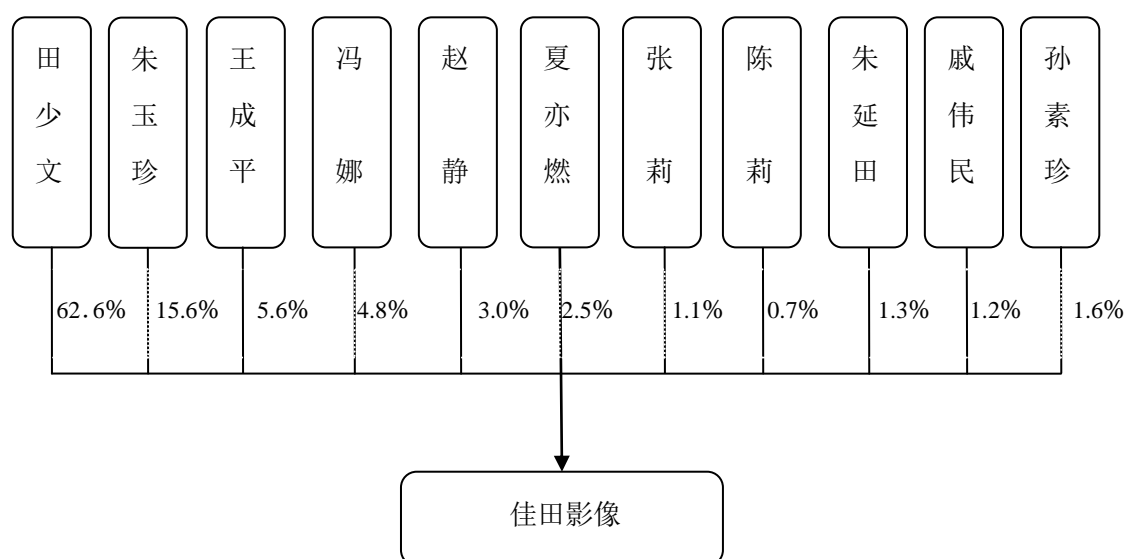 田少文
朱玉珍
王成平
冯娜
赵静
夏亦燃
张莉
陈莉
朱延田
戚伟民
孙素珍
62.6%
15.6%
5.6%
4.8%
3.0%
2.5%
1.1%
0.7%
1.3%
1.2%
1.6%
佳田影像